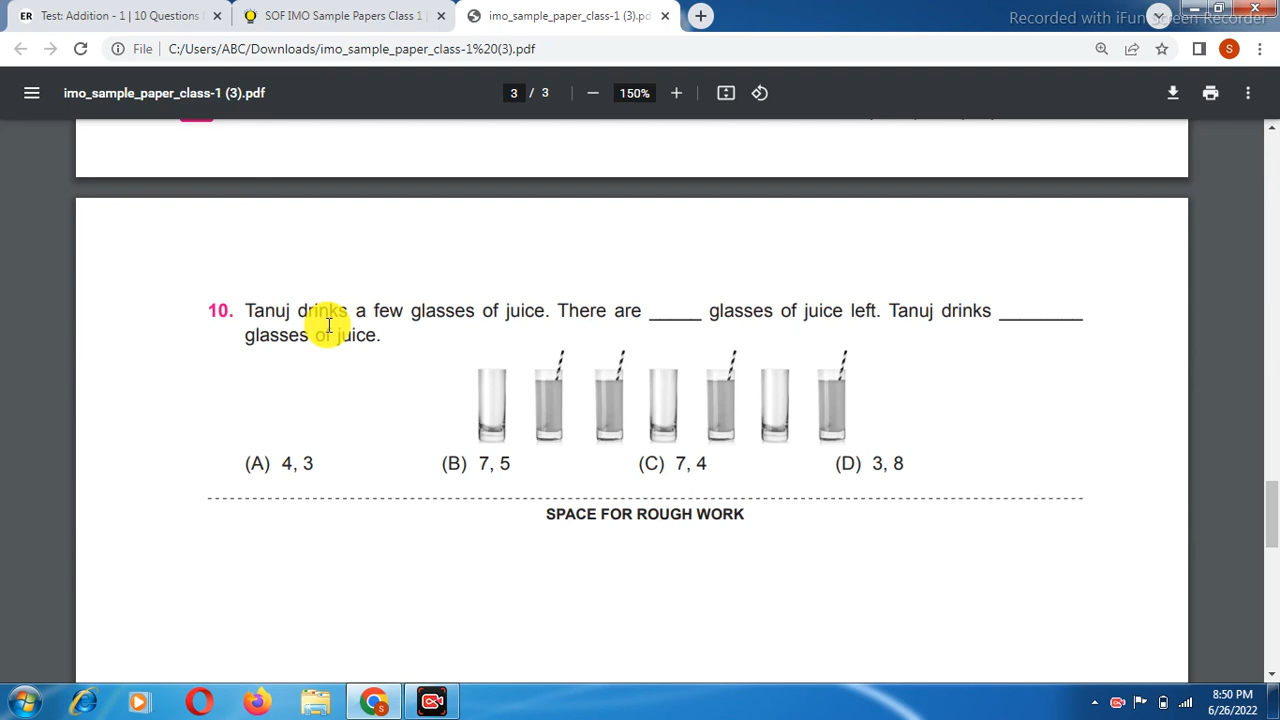 Test: Addition - 1 | 10 Questions
SOF IMO Sample Papers Class 1
imo_sample_paper_class-1 (3).pd
Recorded with iFun Screen Recorder
File
C:/Users/ABC/Downloads/imo_sample_paper_class-1%20(3).pdf
S
imo_sample_paper_class-1 (3).pdf
3 / 3
150%
10. Tanuj drinks a few glasses of juice. There are _____ glasses of juice left. Tanuj drinks ________
glasses of juice.
(A) 4, 3 (B) 7, 5 (C) 7, 4 (D) 3, 8
SPACE FOR ROUGH WORK
8:50 PM
6/26/2022